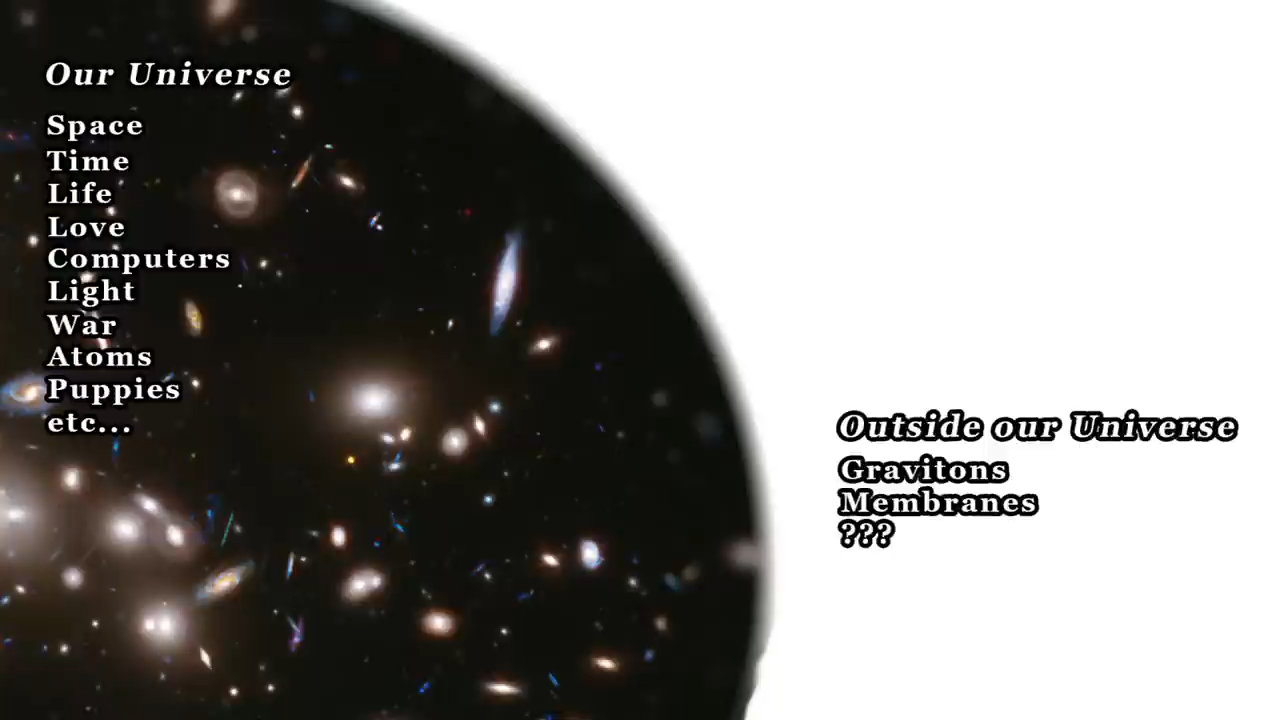 Our Universe
Space
Time
Life
Love
Computers
Light
War
Atoms
Puppies
etc...
Outside our Universe
Gravitons
Membranes
???